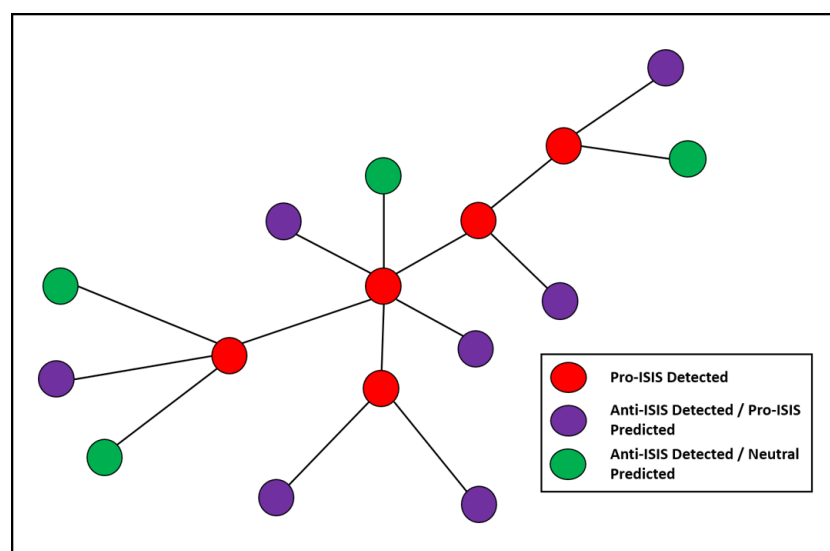 Pro-ISIS Detected
Anti-ISIS Detected / Pro-ISIS
Predicted
Anti-ISIS Detected / Neutral
Predicted